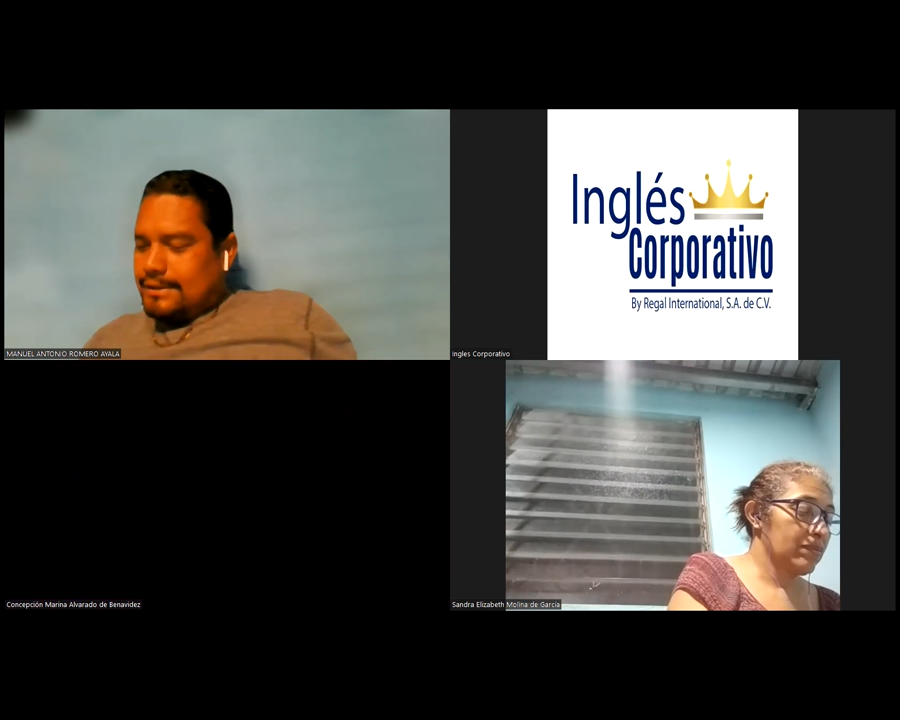 Inglés
Corporativo
By Regal International, S.A. de C.V.
MANUEL ANTONIO ROMERO AYALA
Ingles Corporativo
Concepción Marina Alvarado de Benavidez
Sandra Elizabeth Molina de García